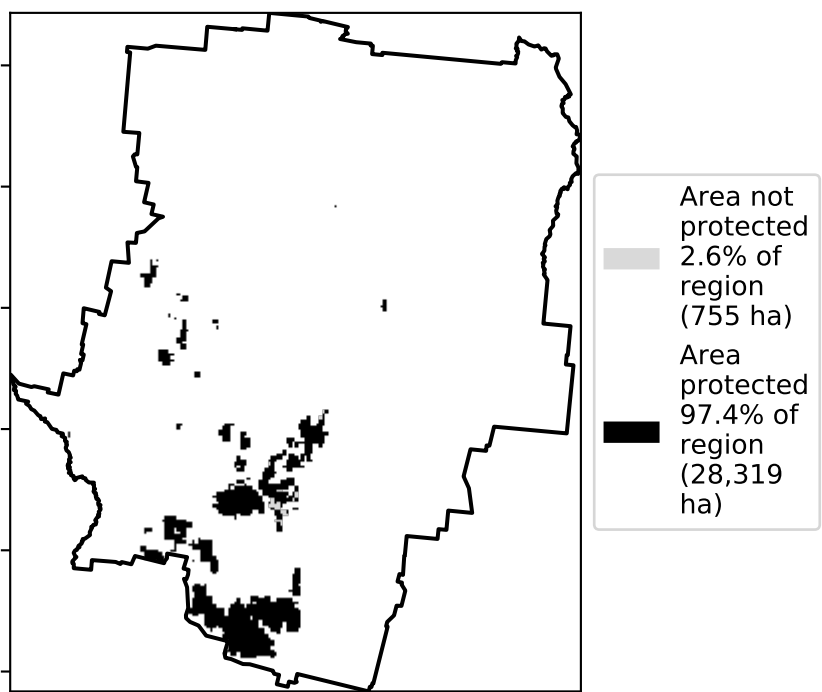 Area not
protected
2.6% of
region
(755 ha)
Area
protected
97.4% of
region
(28,319
ha)